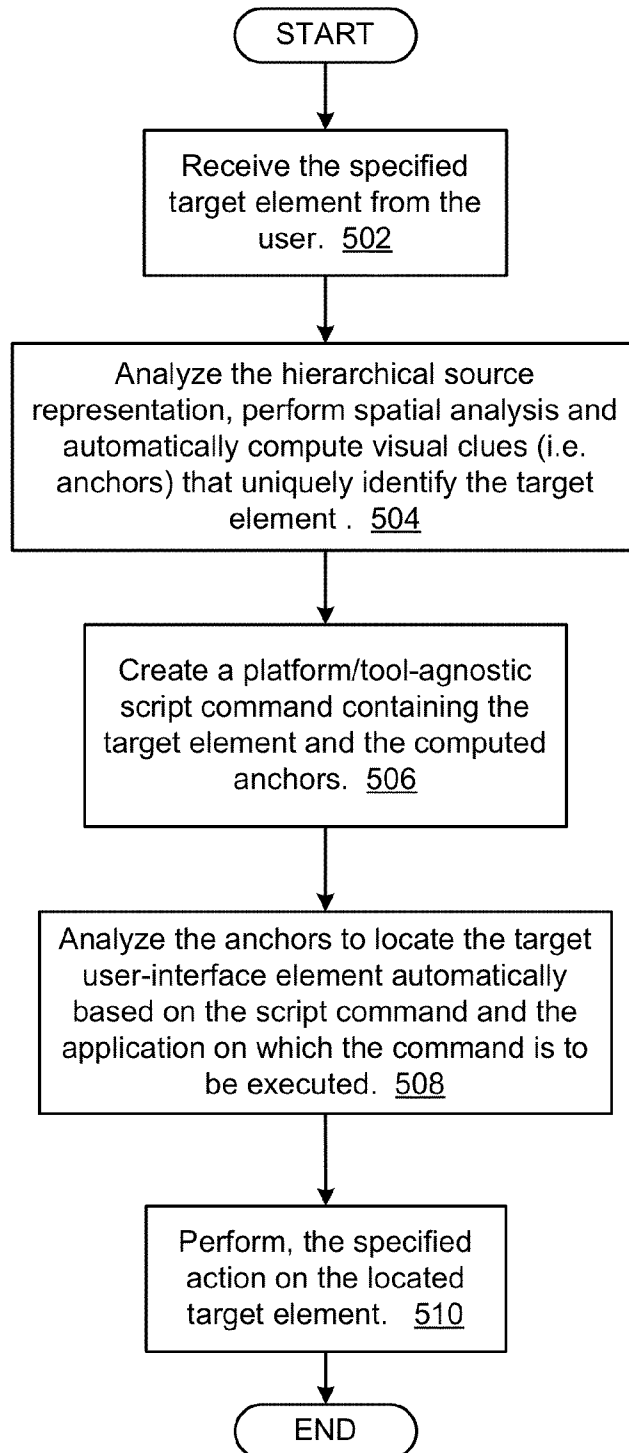 START
Receive the specified
target element from the
user. 502
Analyze the hierarchical source
representation, perform spatial analysis and
automatically compute visual clues (i.e.
anchors) that uniquely identify the target
element . 504
Create a platform/tool-agnostic
script command containing the
target element and the computed
anchors. 506
Analyze the anchors to locate the target
user-interface element automatically
based on the script command and the
application on which the command is to
be executed. 508
Perform, the specified
action on the located
target element. 510
END